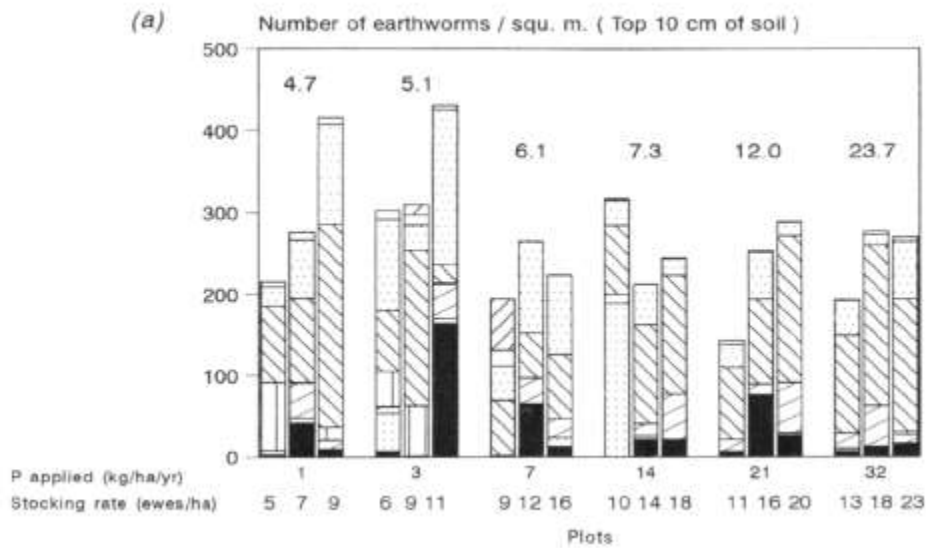 (a) Number of earthworms / squ. m. ( Top 10 cm of soil )
500
4.7 5.1
400
6.1 7.3 12.0 23.7
300
200
100
0
P applied (kg/ha/yr) 1 3 7 14 21 32
Stocking rate (ewes/ha) 5 7 9 6 9 11 9 12 16 10 14 18 11 16 20 13 18 23
Plots